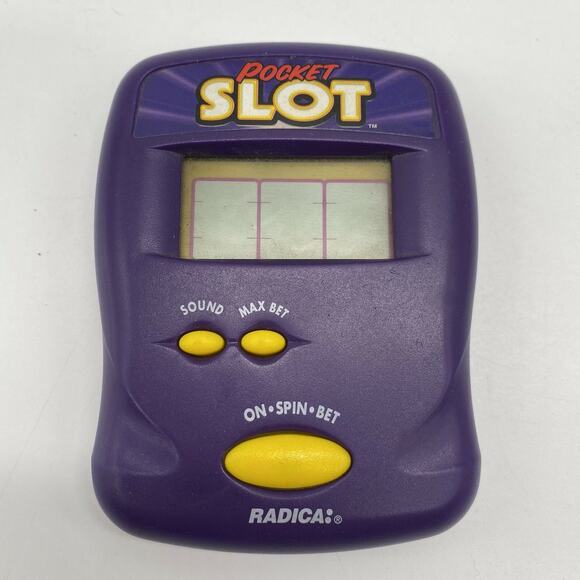 POCKET
SLOT
TM
SOUND MAX BET
ON•SPIN•BET
RADICA:®